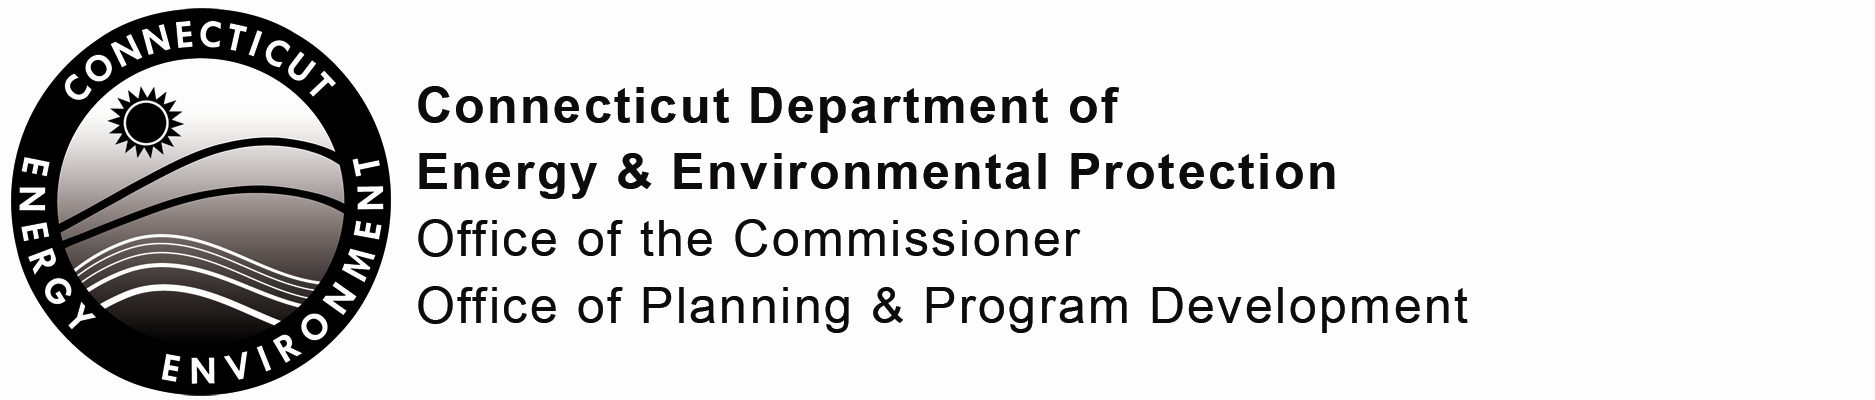 CONNECTICUT
ENERGY
ENVIRONMENT
Connecticut Department of
Energy & Environmental Protection
Office of the Commissioner
Office of Planning & Program Development